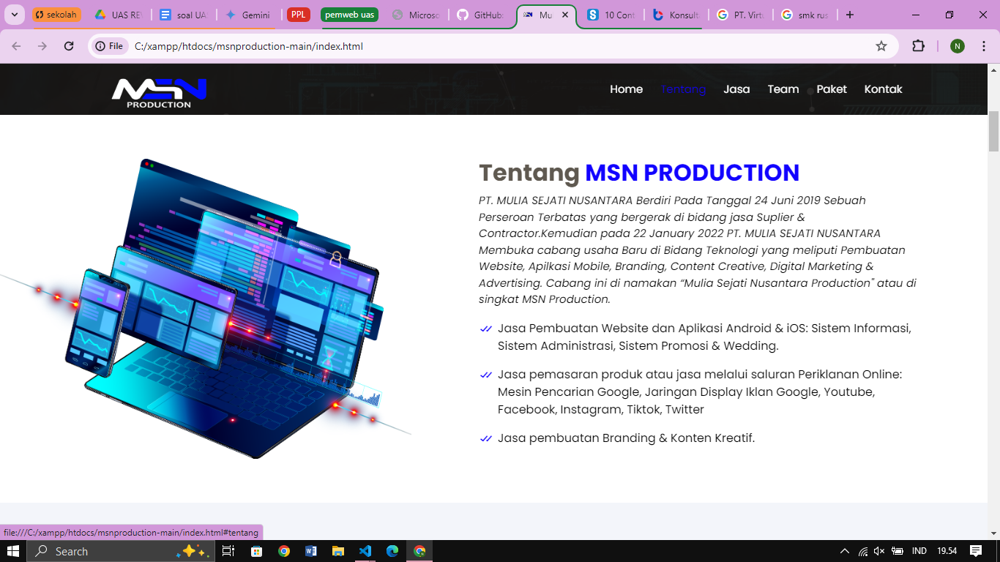 sekolah
UAS RE
soal UA
Gemini
PPL
pemweb uas
Microso
GitHub:
Mu
10 Cont
Konsult
PT. Virtu
smk rus
File
C:/xampp/htdocs/msnproduction-main/index.html
N
MSN
PRODUCTION
Home Tentang Jasa Team Paket Kontak
Tentang MSN PRODUCTION
PT. MULIA SEJATI NUSANTARA Berdiri Pada Tanggal 24 Juni 2019 Sebuah
Perseroan Terbatas yang bergerak di bidang jasa Suplier &
Contractor.Kemudian pada 22 January 2022 PT. MULIA SEJATI NUSANTARA
Membuka cabang usaha Baru di Bidang Teknologi yang meliputi Pembuatan
Website, Apilkasi Mobile, Branding, Content Creative, Digital Marketing &
Advertising. Cabang ini di namakan “Mulia Sejati Nusantara Production" atau di
singkat MSN Production.
Jasa Pembuatan Website dan Aplikasi Android & iOS: Sistem Informasi,
Sistem Administrasi, Sistem Promosi & Wedding.
Jasa pemasaran produk atau jasa melalui saluran Periklanan Online:
Mesin Pencarian Google, Jaringan Display Iklan Google, Youtube,
Facebook, Instagram, Tiktok, Twitter
Jasa pembuatan Branding & Konten Kreatif.
file:///C:/xampp/htdocs/msnproduction-main/index.html#tentang
Search
IND
19.54